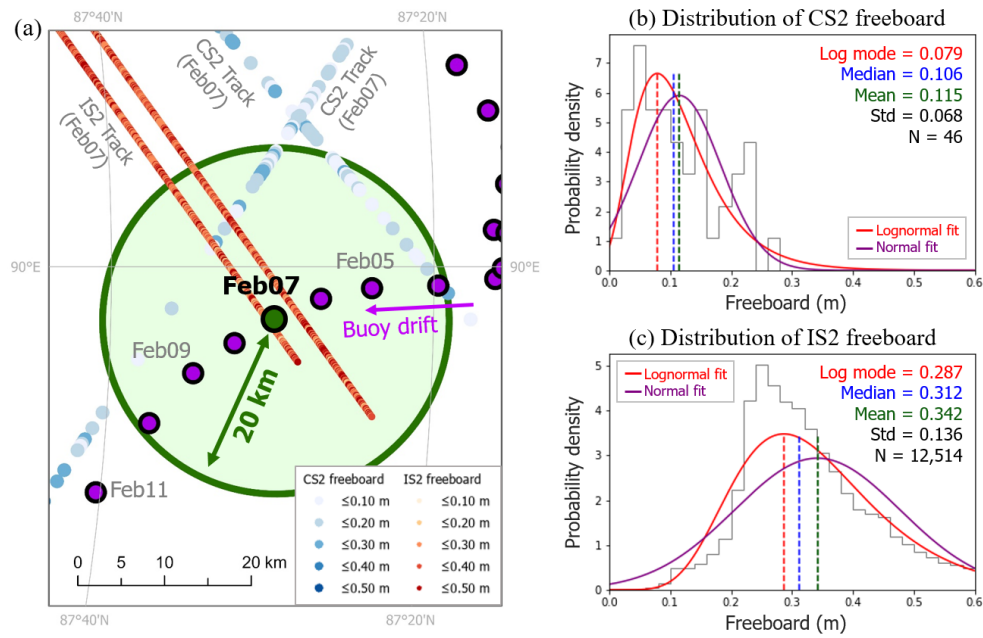 (a)
87°40'N
87°20'N
CS2 Track
(Feb07)
CS2 Track
(Feb07)
IS2 Track
(Feb07)
90°E
90°E
Feb05
Feb07
Buoy drift
Feb09
20 km
Feb11
0 5 10 20 km
CS2 freeboard IS2 freeboard
≤0.10 m ≤0.10 m
≤0.20 m ≤0.20 m
≤0.30 m ≤0.30 m
≤0.40 m ≤0.40 m
≤0.50 m ≤0.50 m
87°40'N
87°20'N
(b) Distribution of CS2 freeboard
Log mode = 0.079
Median = 0.106
Mean = 0.115
Std = 0.068
N = 46
Lognormal fit
Normal fit
Probability density
7
6
5
4
3
2
1
0
0.0 0.1 0.2 0.3 0.4 0.5 0.6
Freeboard (m)
(c) Distribution of IS2 freeboard
Lognormal fit
Normal fit
Log mode = 0.287
Median = 0.312
Mean = 0.342
Std = 0.136
N = 12,514
Probability density
5
4
3
2
1
0
0.0 0.1 0.2 0.3 0.4 0.5 0.6
Freeboard (m)